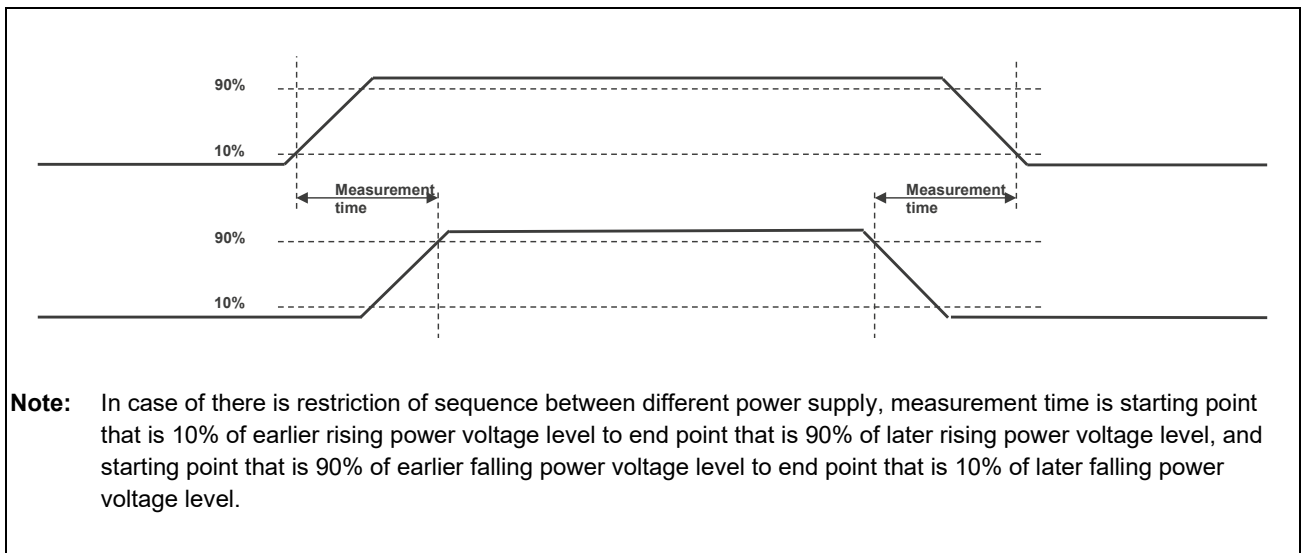 90%
10%
Measurement
time
Measurement
time
90%
10%
Note: In case of there is restriction of sequence between different power supply, measurement time is starting point
that is 10% of earlier rising power voltage level to end point that is 90% of later rising power voltage level, and
starting point that is 90% of earlier falling power voltage level to end point that is 10% of later falling power
voltage level.